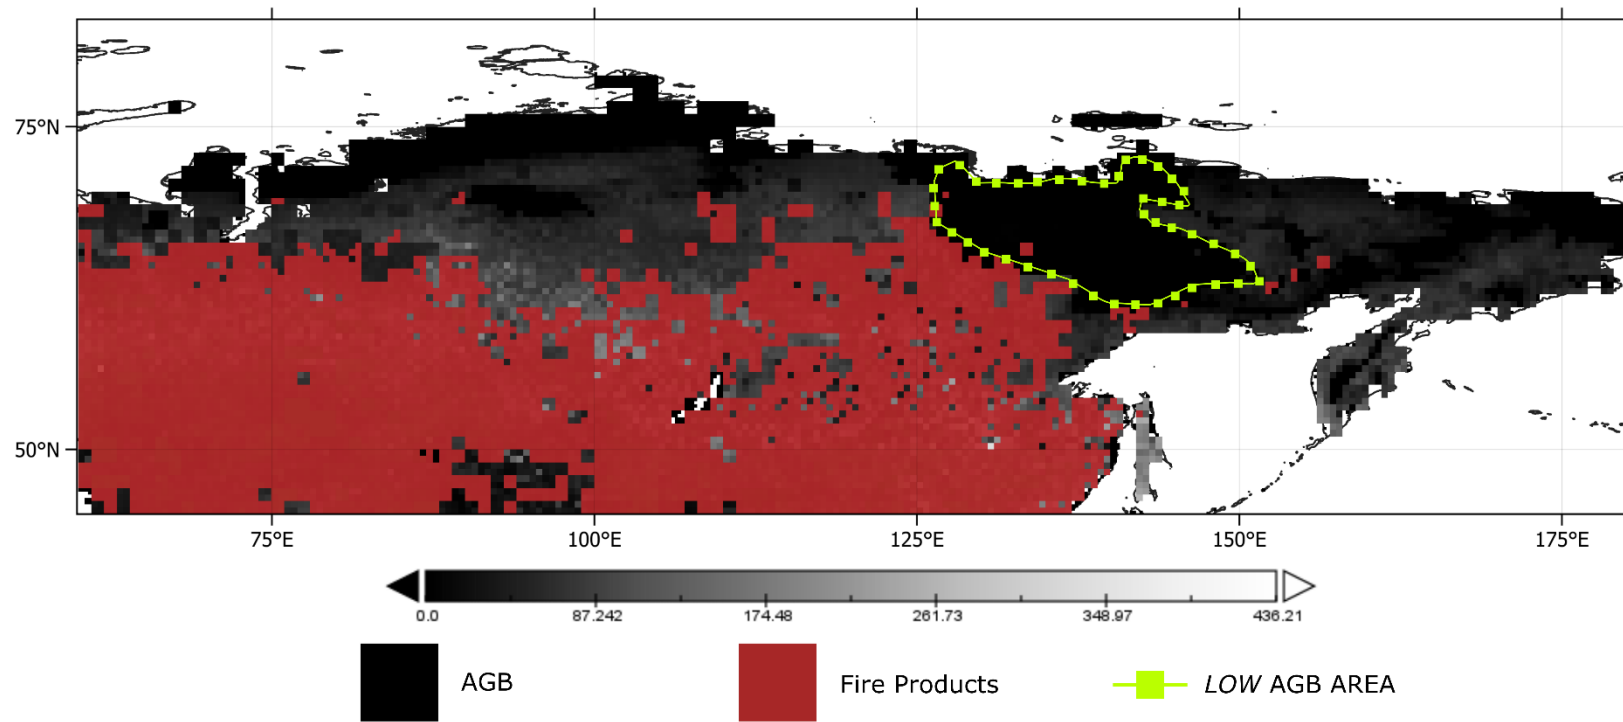 75°N
50°N
75°E 100°E 125°E 150°E 175°E
0.0 87.242 174.48 261.73 348.97 436.21
AGB Fire Products LOW AGB AREA